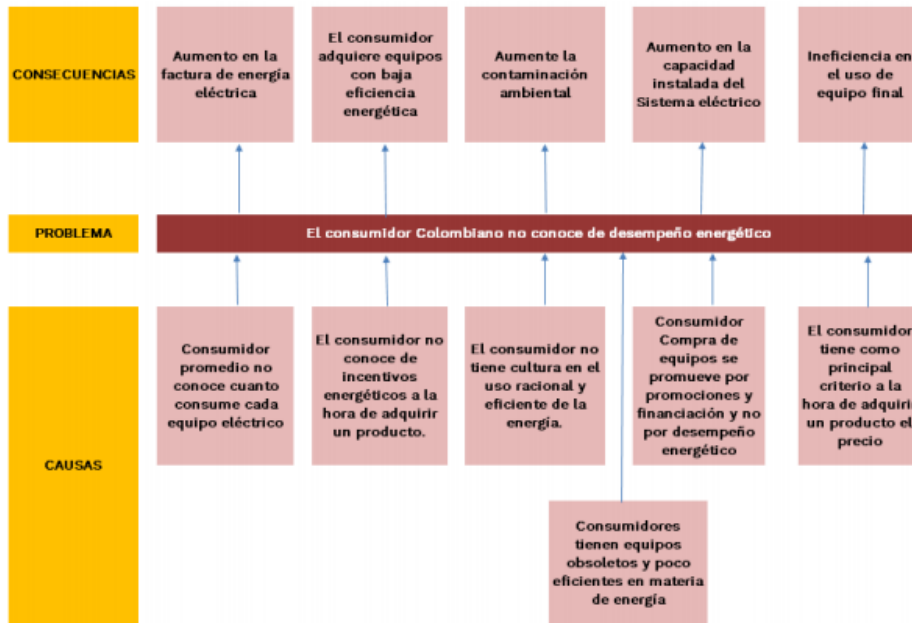 CONSECUENCIAS
Aumento en la
factura de energía
eléctrica
El consumidor
adquiere equipos
con baja
eficiencia
energética
Aumente la
contaminación
ambiental
Aumento en la
capacidad
instalada del
Sistema eléctrico
Ineficiencia en
el uso de
equipo final
PROBLEMA
El consumidor Colombiano no conoce de desempeño energético
CAUSAS
Consumidor
promedio no
conoce cuanto
consume cada
equipo eléctrico
El consumidor no
conoce de
incentivos
energéticos a la
hora de adquirir
un producto.
El consumidor no
tiene cultura en el
uso racional y
eficiente de la
energía.
Consumidor
Compra de
equipos se
promueve por
promociones y
financiación y no
por desempeño
energético
El consumidor
tiene como
principal
criterio a la
hora de adquirir
un producto el
precio
Consumidores
tienen equipos
obsoletos y poco
eficientes en materia
de energía